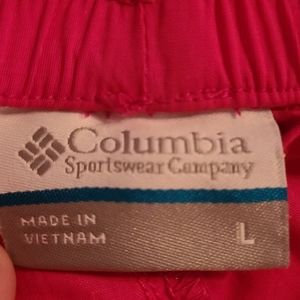 Columbia
Sportswear Company
MADE IN
VIETNAM
L